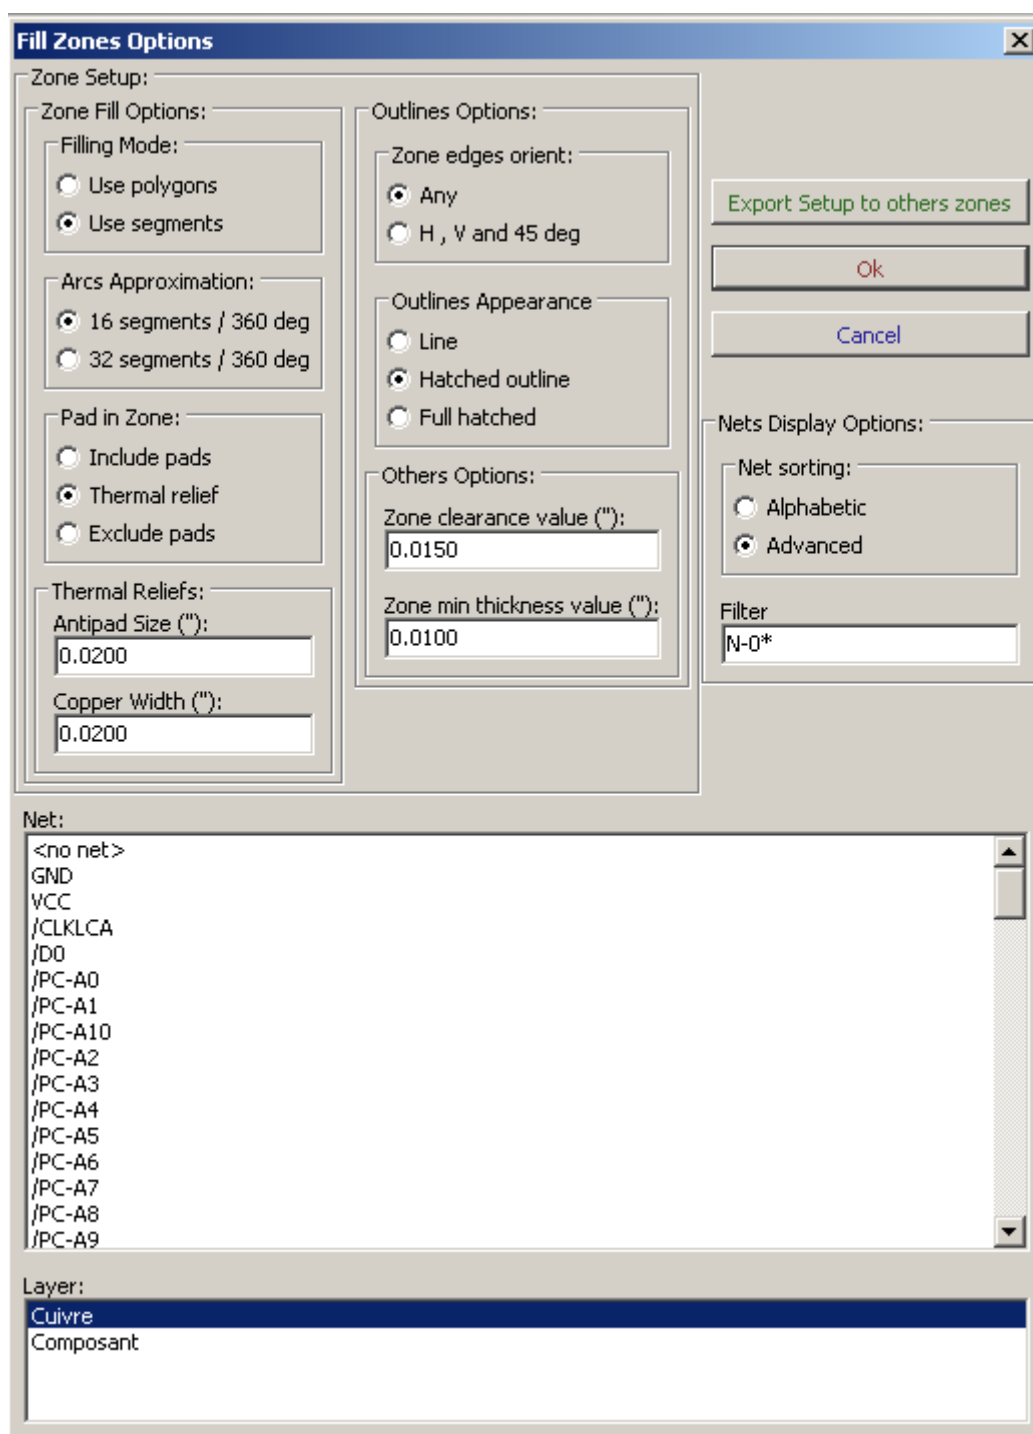 Fill Zones Options
Zone Setup:
Zone Fill Options:
Filling Mode:
Use polygons
Use segments
Arcs Approximation:
16 segments / 360 deg
32 segments / 360 deg
Pad in Zone:
Include pads
Thermal relief
Exclude pads
Thermal Reliefs:
Antipad Size ("):
0.0200
Copper Width ("):
0.0200
Outlines Options:
Zone edges orient:
Any
H , V and 45 deg
Outlines Appearance
Line
Hatched outline
Full hatched
Others Options:
Zone clearance value ("):
0.0150
Zone min thickness value ("):
0.0100
Export Setup to others zones
Ok
Cancel
Nets Display Options:
Net sorting:
Alphabetic
Advanced
Filter
N-0*
Net:
<no net>
GND
VCC
/CLKLCA
/D0
/PC-A0
/PC-A1
/PC-A10
/PC-A2
/PC-A3
/PC-A4
/PC-A5
/PC-A6
/PC-A7
/PC-A8
/PC-A9
Layer:
Cuivre
Composant